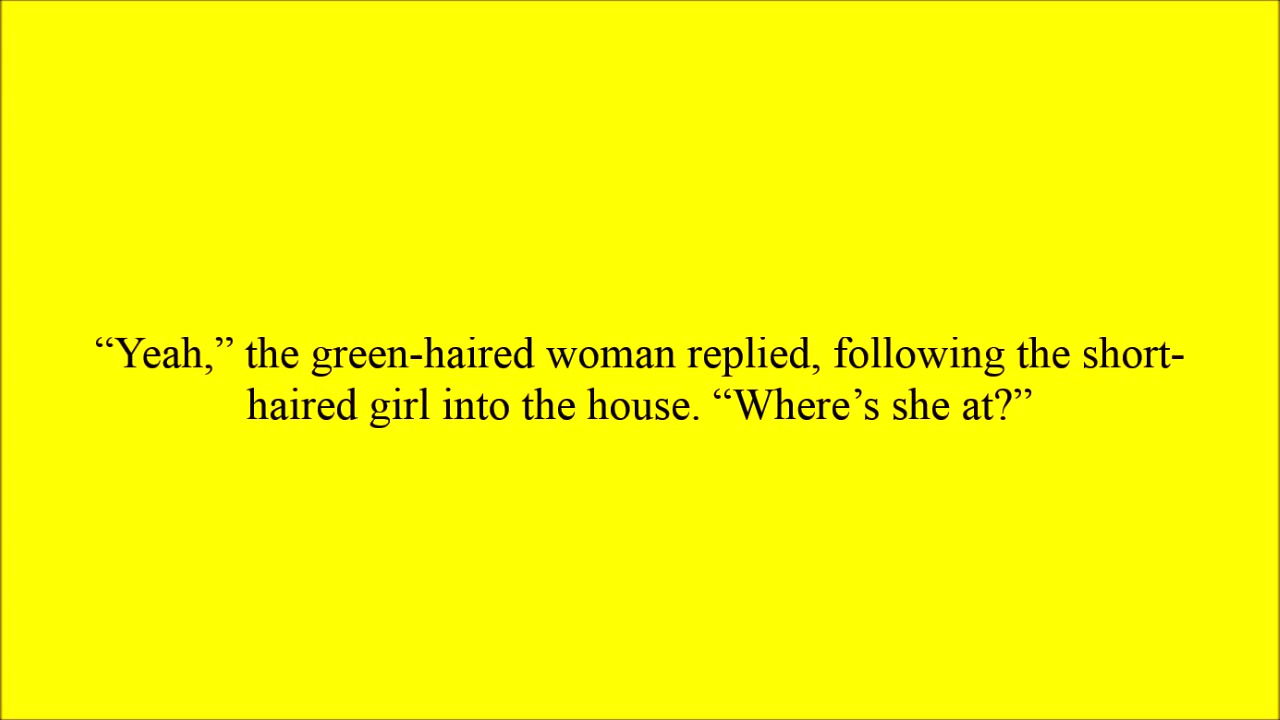 “Yeah,” the green-haired woman replied, following the short-
haired girl into the house. “Where’s she at?”